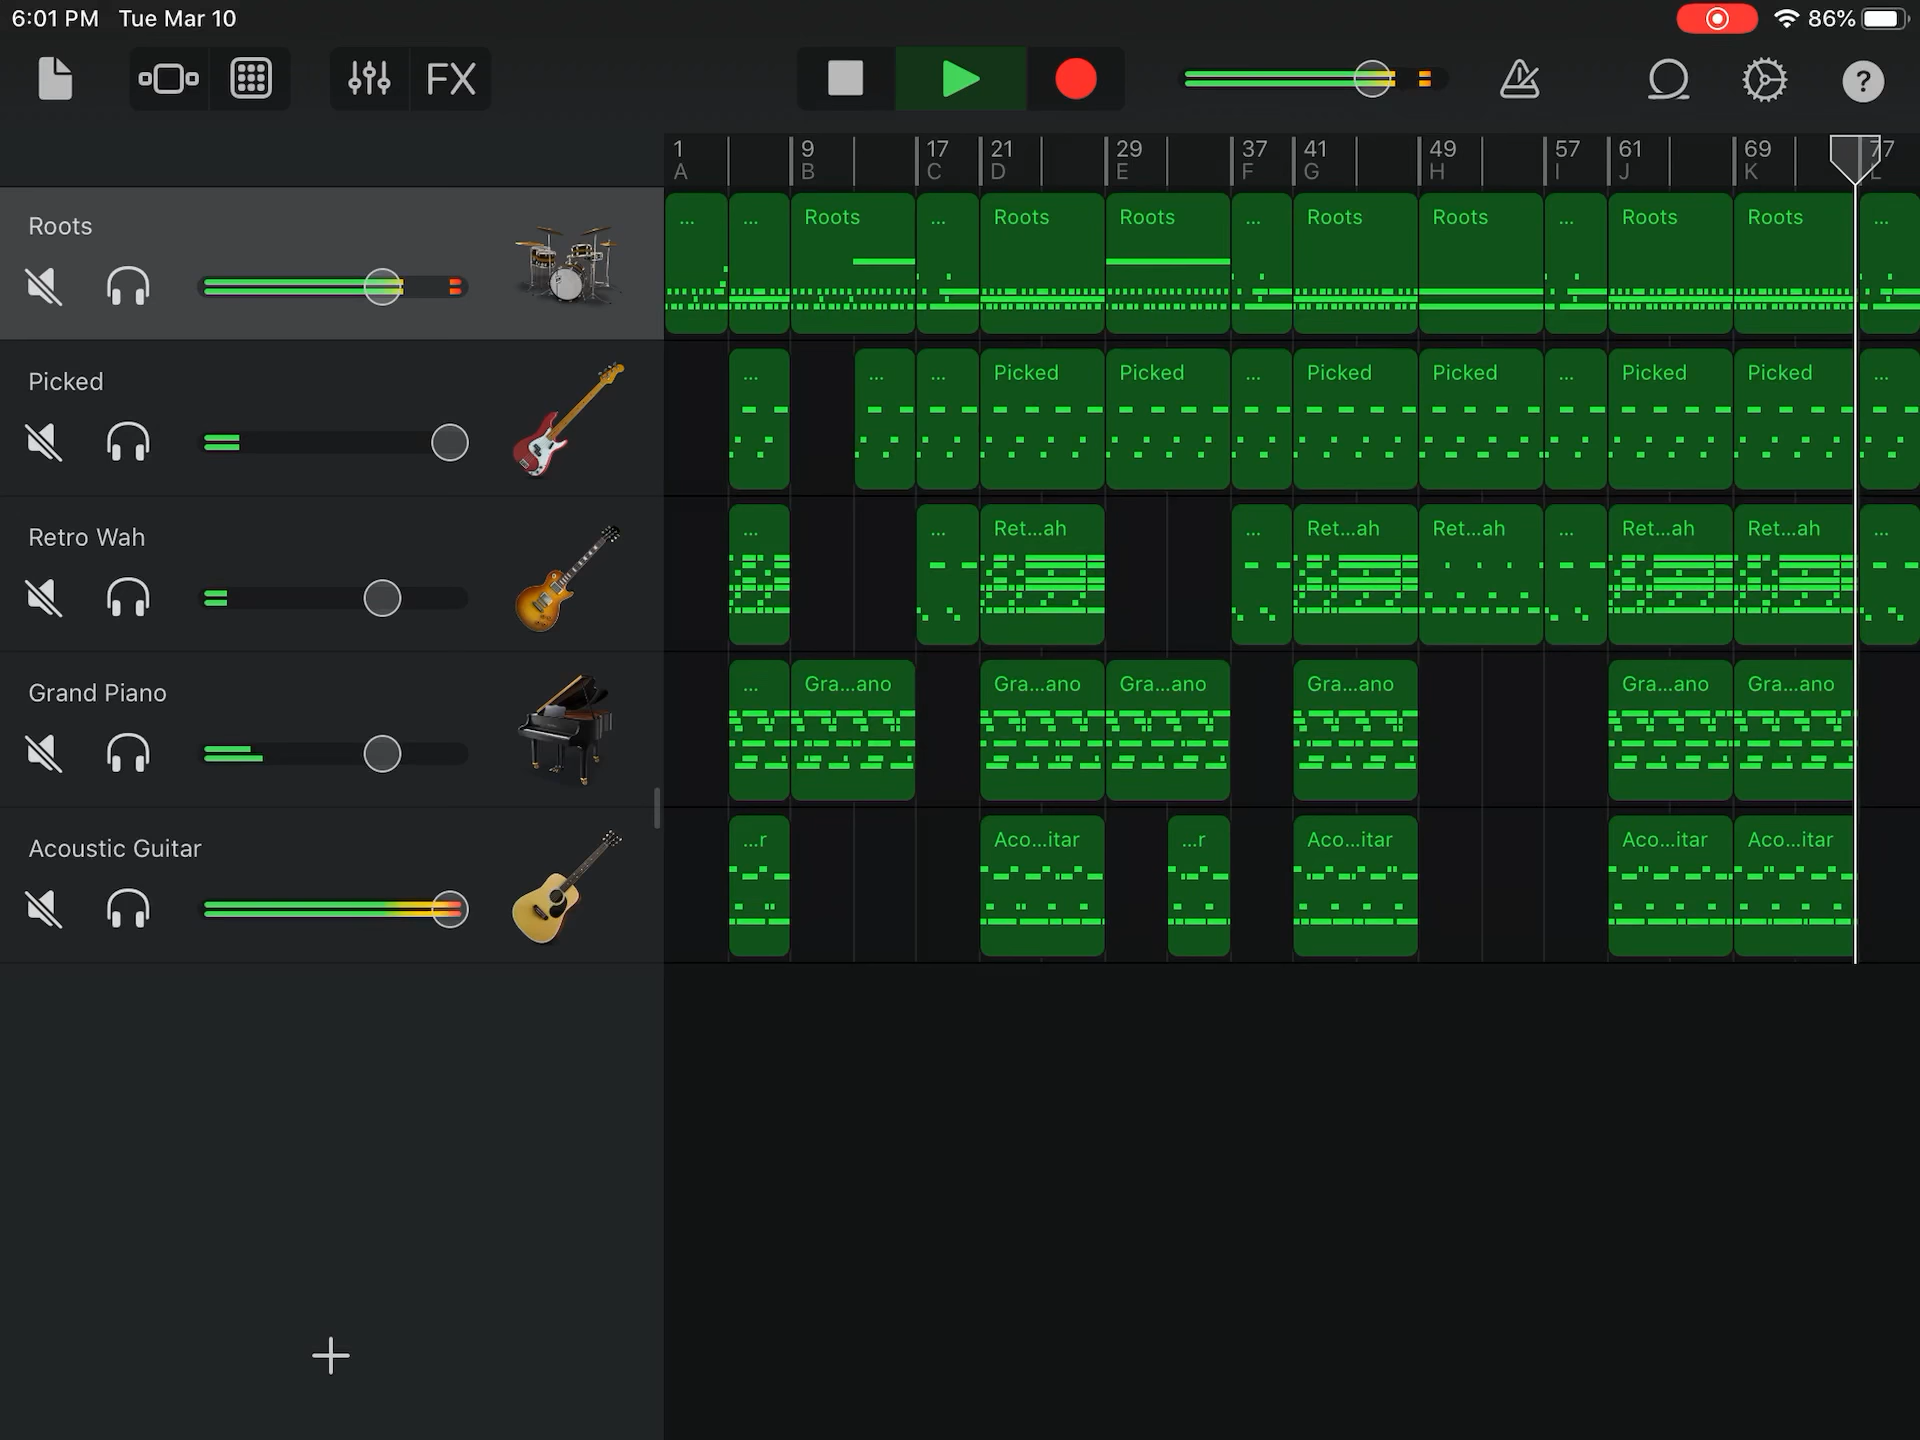 6:01 PM Tue Mar 10 86%
FX ?
1 9 17 21 29 37 41 49 57 61 69 77
A B C D E F G H I J K L
Roots
... ... Roots ... Roots Roots ... Roots Roots ... Roots Roots ...
Picked
... ... ... Picked Picked ... Picked Picked ... Picked Picked ...
Retro Wah
... ... Ret...ah ... Ret...ah Ret...ah ... Ret...ah Ret...ah ...
Grand Piano
... Gra...ano Gra...ano Gra...ano Gra...ano Gra...ano Gra...ano
Acoustic Guitar
...r Aco...itar ...r Aco...itar Aco...itar Aco...itar